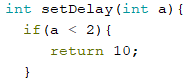 int setDelay(int a){
if(a < 2){
return 10;
}